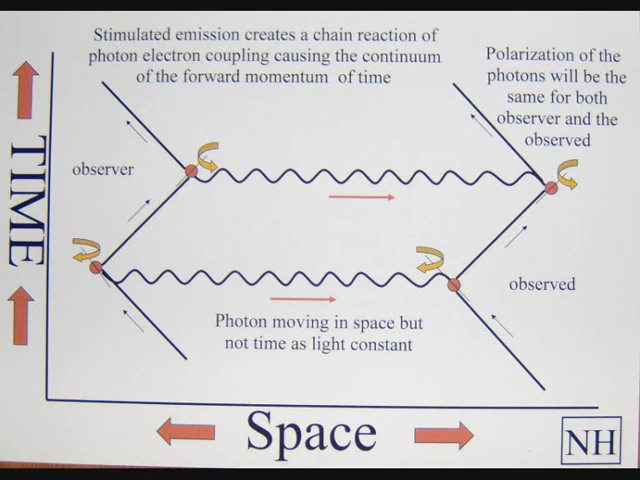 Stimulated emission creates a chain reaction of
photon electron coupling causing the continuum
of the forward momentum of time
Polarization of the
photons will be the
same for both
observer and the
observed
observer
TIME
observed
Photon moving in space but
not time as light constant
Space
NH